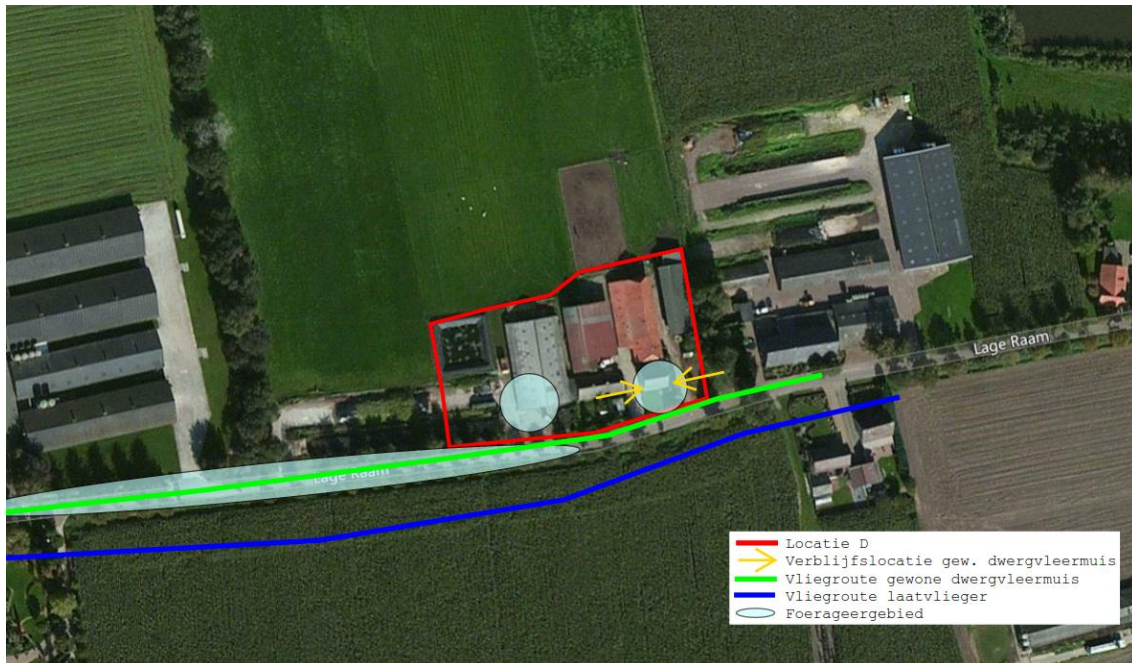 Lage Raam
Lage Raam
Locatie D
Verblijfslocatie gew. dwergvleermuis
Vliegroute gewone dwergvleermuis
Vliegroute laatvlieger
Foerageergebied